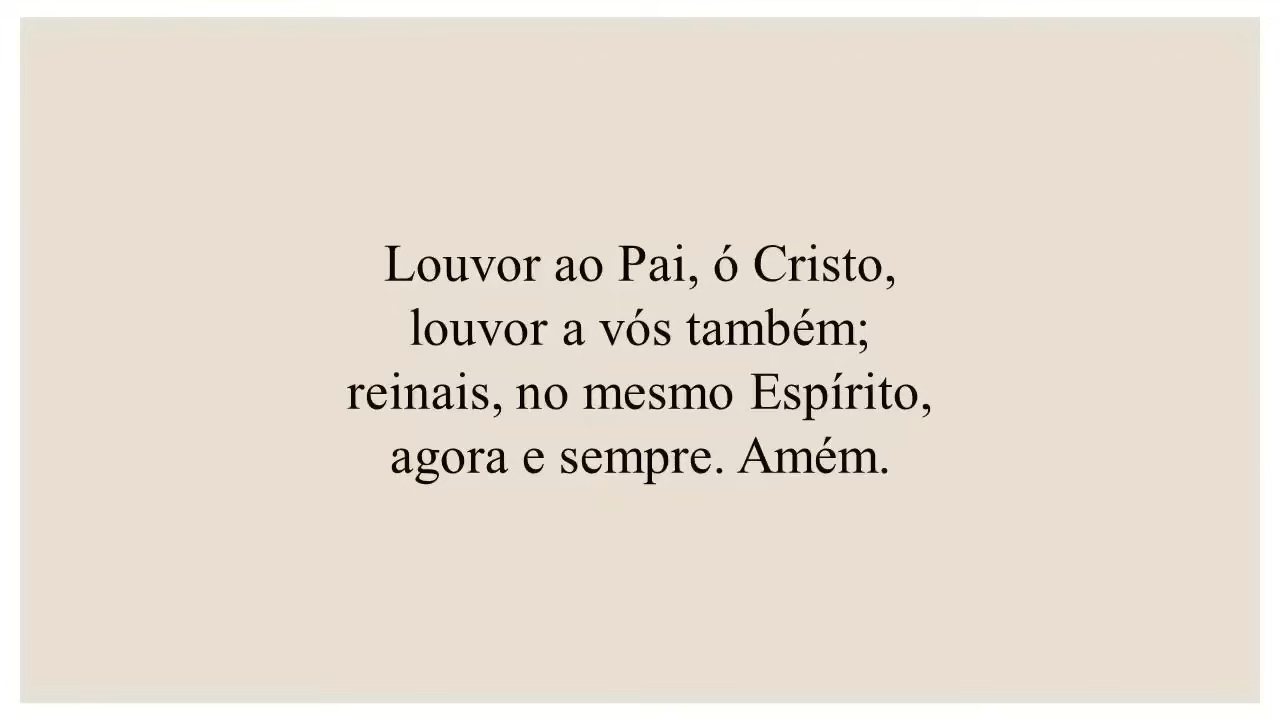 Louvor ao Pai, ó Cristo,
louvor a vós também;
reinais, no mesmo Espírito,
agora e sempre. Amém.